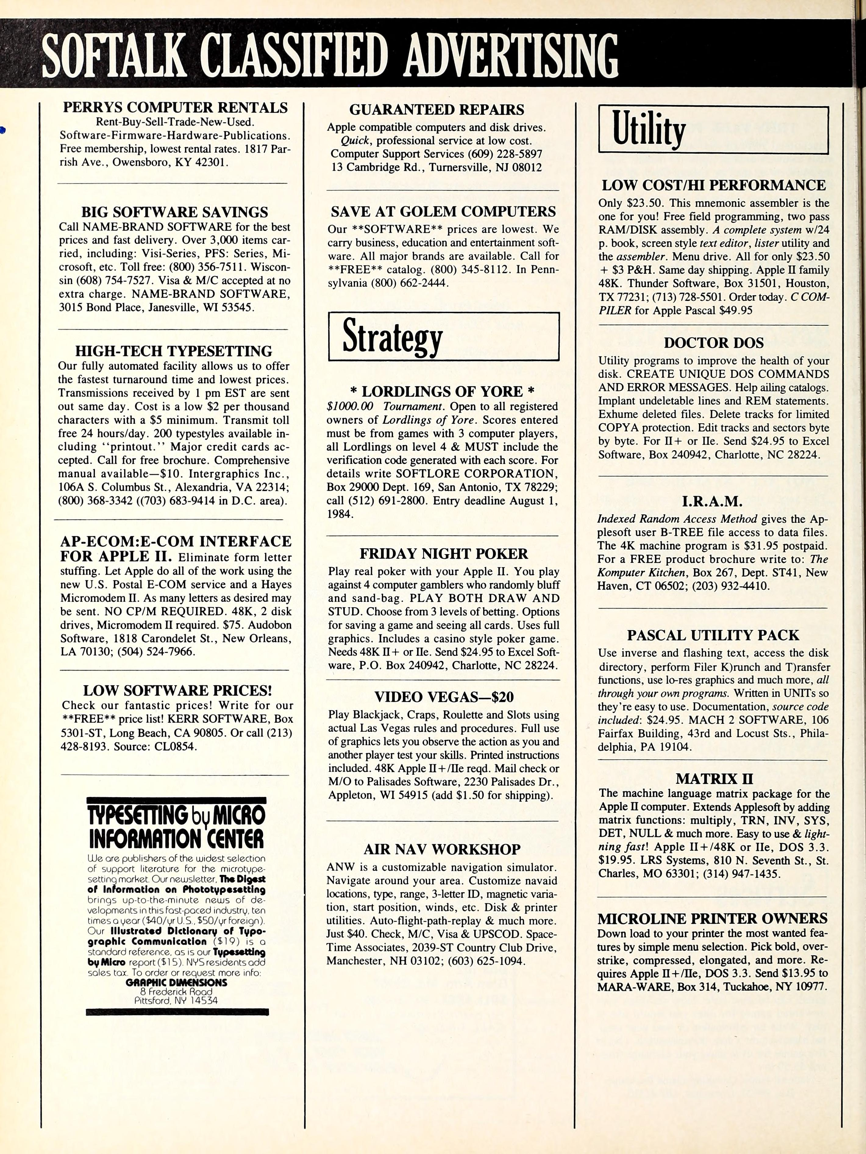 SOFTALK CLASSIFIED ADVERTISING
PERRYS COMPUTER RENTALS
Rent-Buy-Sell-Trade-New-Used.
Software-Firmware-Hardware-Publications.
Free membership, lowest rental rates. 1817 Par-
rish Ave., Owensboro, KY 42301.
BIG SOFTWARE SAVINGS
Call NAME-BRAND SOFTWARE for the best
prices and fast delivery. Over 3,000 items car-
ried, including: Visi-Series, PFS: Series, Mi-
crosoft, etc. Toll free: (800) 356-7511. Wiscon-
sin (608) 754-7527. Visa & M/C accepted at no
extra charge. NAME-BRAND SOFTWARE,
3015 Bond Place, Janesville, WI 53545.
HIGH-TECH TYPESETTING
Our fully automated facility allows us to offer
the fastest turnaround time and lowest prices.
Transmissions received by 1 pm EST are sent
out same day. Cost is a low $2 per thousand
characters with a $5 minimum. Transmit toll
free 24 hours/day. 200 typestyles available in-
cluding "printout." Major credit cards ac-
cepted. Call for free brochure. Comprehensive
manual available—$10. Intergraphics Inc.,
106A S. Columbus St., Alexandria, VA 22314;
(800) 368-3342 ((703) 683-9414 in D.C. area).
AP-ECOM:E-COM INTERFACE
FOR APPLE II. Eliminate form letter
stuffing. Let Apple do all of the work using the
new U.S. Postal E-COM service and a Hayes
Micromodem II. As many letters as desired may
be sent. NO CP/M REQUIRED. 48K, 2 disk
drives, Micromodem II required. $75. Audobon
Software, 1818 Carondelet St., New Orleans,
LA 70130; (504) 524-7966.
LOW SOFTWARE PRICES!
Check our fantastic prices! Write for our
**FREE** price list! KERR SOFTWARE, Box
5301-ST, Long Beach, CA 90805. Or call (213)
428-8193. Source: CL0854.
TYPESETTING by MICRO
INFORMATION CENTER
We are publishers of the widest selection
of support literature for the microtype-
setting market. Our newsletter, The Digest
of Information on Phototypesetting
brings up-to-the-minute news of de-
velopments in this fast-paced industry, ten
times a year ($40/yr U.S., $50/yr foreign).
Our Illustrated Dictionary of Typo-
graphic Communication ($19) is a
standard reference, as is our Typesetting
by Micro report ($15). NYS residents add
sales tax. To order or request more info:
GRAPHIC DIMENSIONS
8 Frederick Road
Pittsford, NY 14534
GUARANTEED REPAIRS
Apple compatible computers and disk drives.
Quick, professional service at low cost.
Computer Support Services (609) 228-5897
13 Cambridge Rd., Turnersville, NJ 08012
SAVE AT GOLEM COMPUTERS
Our **SOFTWARE** prices are lowest. We
carry business, education and entertainment soft-
ware. All major brands are available. Call for
**FREE** catalog. (800) 345-8112. In Penn-
sylvania (800) 662-2444.
Strategy
* LORDLINGS OF YORE *
$1000.00 Tournament. Open to all registered
owners of Lordlings of Yore. Scores entered
must be from games with 3 computer players,
all Lordlings on level 4 & MUST include the
verification code generated with each score. For
details write SOFTLORE CORPORATION,
Box 29000 Dept. 169, San Antonio, TX 78229;
call (512) 691-2800. Entry deadline August 1,
1984.
FRIDAY NIGHT POKER
Play real poker with your Apple II. You play
against 4 computer gamblers who randomly bluff
and sand-bag. PLAY BOTH DRAW AND
STUD. Choose from 3 levels of betting. Options
for saving a game and seeing all cards. Uses full
graphics. Includes a casino style poker game.
Needs 48K II+ or IIe. Send $24.95 to Excel Soft-
ware, P.O. Box 240942, Charlotte, NC 28224.
VIDEO VEGAS—$20
Play Blackjack, Craps, Roulette and Slots using
actual Las Vegas rules and procedures. Full use
of graphics lets you observe the action as you and
another player test your skills. Printed instructions
included. 48K Apple II+/IIe reqd. Mail check or
M/O to Palisades Software, 2230 Palisades Dr.,
Appleton, WI 54915 (add $1.50 for shipping).
AIR NAV WORKSHOP
ANW is a customizable navigation simulator.
Navigate around your area. Customize navaid
locations, type, range, 3-letter ID, magnetic varia-
tion, start position, winds, etc. Disk & printer
utilities. Auto-flight-path-replay & much more.
Just $40. Check, M/C, Visa & UPSCOD. Space-
Time Associates, 2039-ST Country Club Drive,
Manchester, NH 03102; (603) 625-1094.
Utility
LOW COST/HI PERFORMANCE
Only $23.50. This mnemonic assembler is the
one for you! Free field programming, two pass
RAM/DISK assembly. A complete system w/24
p. book, screen style text editor, lister utility and
the assembler. Menu drive. All for only $23.50
+ $3 P&H. Same day shipping. Apple II family
48K. Thunder Software, Box 31501, Houston,
TX 77231; (713) 728-5501. Order today. C COM-
PILER for Apple Pascal $49.95
DOCTOR DOS
Utility programs to improve the health of your
disk. CREATE UNIQUE DOS COMMANDS
AND ERROR MESSAGES. Help ailing catalogs.
Implant undeletable lines and REM statements.
Exhume deleted files. Delete tracks for limited
COPYA protection. Edit tracks and sectors byte
by byte. For II+ or IIe. Send $24.95 to Excel
Software, Box 240942, Charlotte, NC 28224.
I.R.A.M.
Indexed Random Access Method gives the Ap-
plesoft user B-TREE file access to data files.
The 4K machine program is $31.95 postpaid.
For a FREE product brochure write to: The
Komputer Kitchen, Box 267, Dept. ST41, New
Haven, CT 06502; (203) 932-4410.
PASCAL UTILITY PACK
Use inverse and flashing text, access the disk
directory, perform Filer K)runch and T)ransfer
functions, use lo-res graphics and much more, all
through your own programs. Written in UNITs so
they're easy to use. Documentation, source code
included: $24.95. MACH 2 SOFTWARE, 106
Fairfax Building, 43rd and Locust Sts., Phila-
delphia, PA 19104.
MATRIX II
The machine language matrix package for the
Apple II computer. Extends Applesoft by adding
matrix functions: multiply, TRN, INV, SYS,
DET, NULL & much more. Easy to use & light-
ning fast! Apple II+/48K or IIe, DOS 3.3.
$19.95. LRS Systems, 810 N. Seventh St., St.
Charles, MO 63301; (314) 947-1435.
MICROLINE PRINTER OWNERS
Down load to your printer the most wanted fea-
tures by simple menu selection. Pick bold, over-
strike, compressed, elongated, and more. Re-
quires Apple II+/IIe, DOS 3.3. Send $13.95 to
MARA-WARE, Box 314, Tuckahoe, NY 10977.